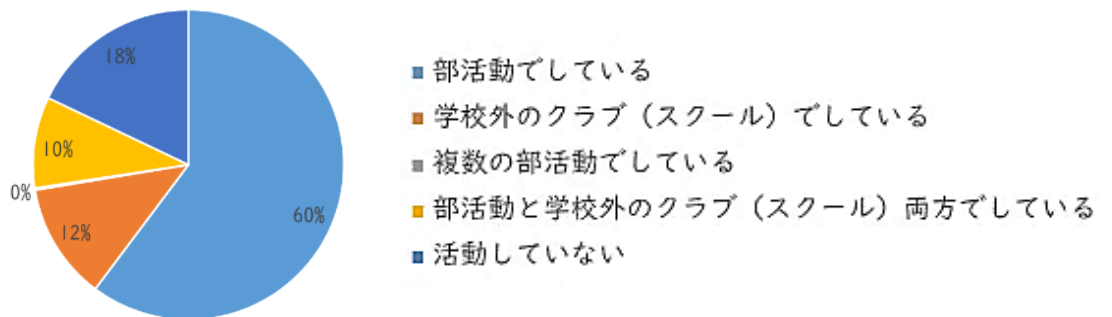 18%
10%
0%
12%
60%
部活動でしている
学校外のクラブ（スクール）でしている
複数の部活動でしている
部活動と学校外のクラブ（スクール）両方でしている
活動していない